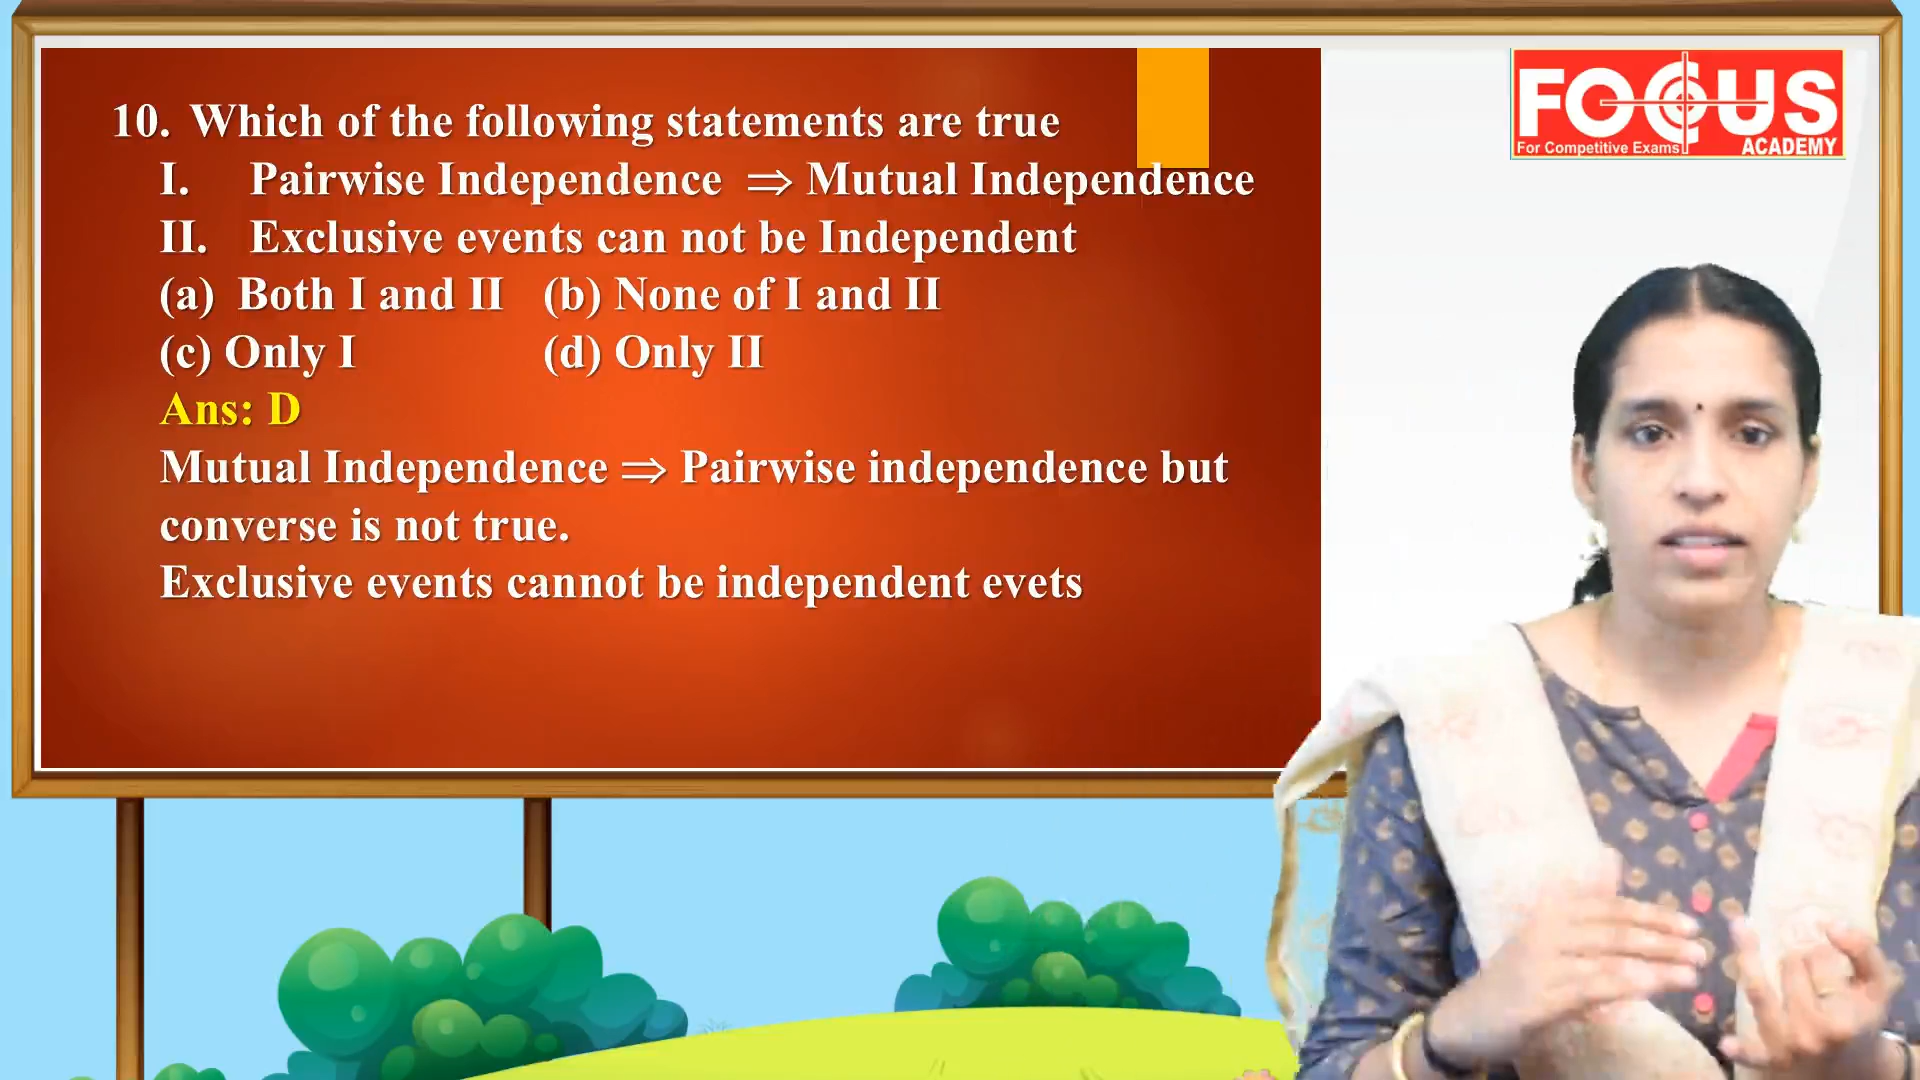 10. Which of the following statements are true
I. Pairwise Independence ⇒ Mutual Independence
II. Exclusive events can not be Independent
(a) Both I and II (b) None of I and II
(c) Only I (d) Only II
Ans: D
Mutual Independence ⇒ Pairwise independence but
converse is not true.
Exclusive events cannot be independent evets
FOCUS
For Competitive Exams
ACADEMY